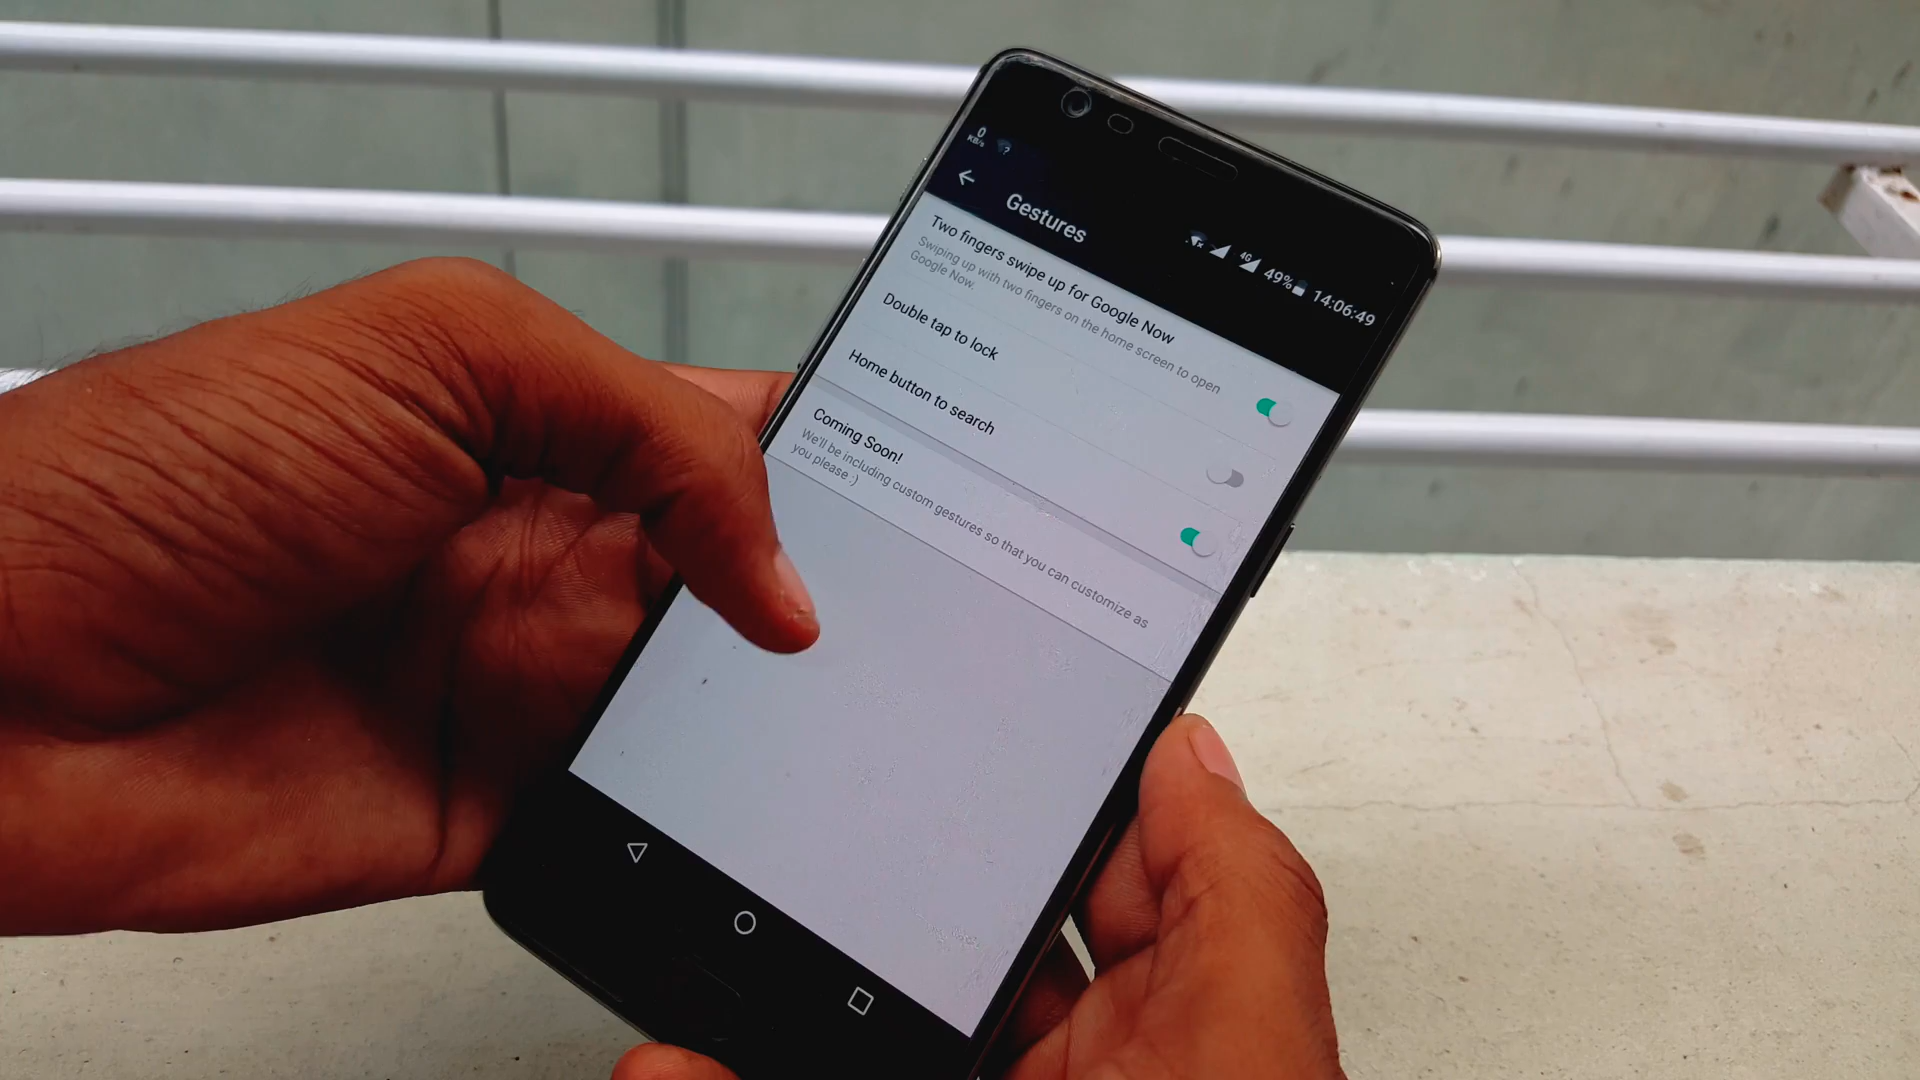 0
KB/s
?
4G
49%
14:06:49
Gestures
Two fingers swipe up for Google Now
Swiping up with two fingers on the home screen to open
Google Now.
Double tap to lock
Home button to search
Coming Soon!
We'll be including custom gestures so that you can customize as
you please :)